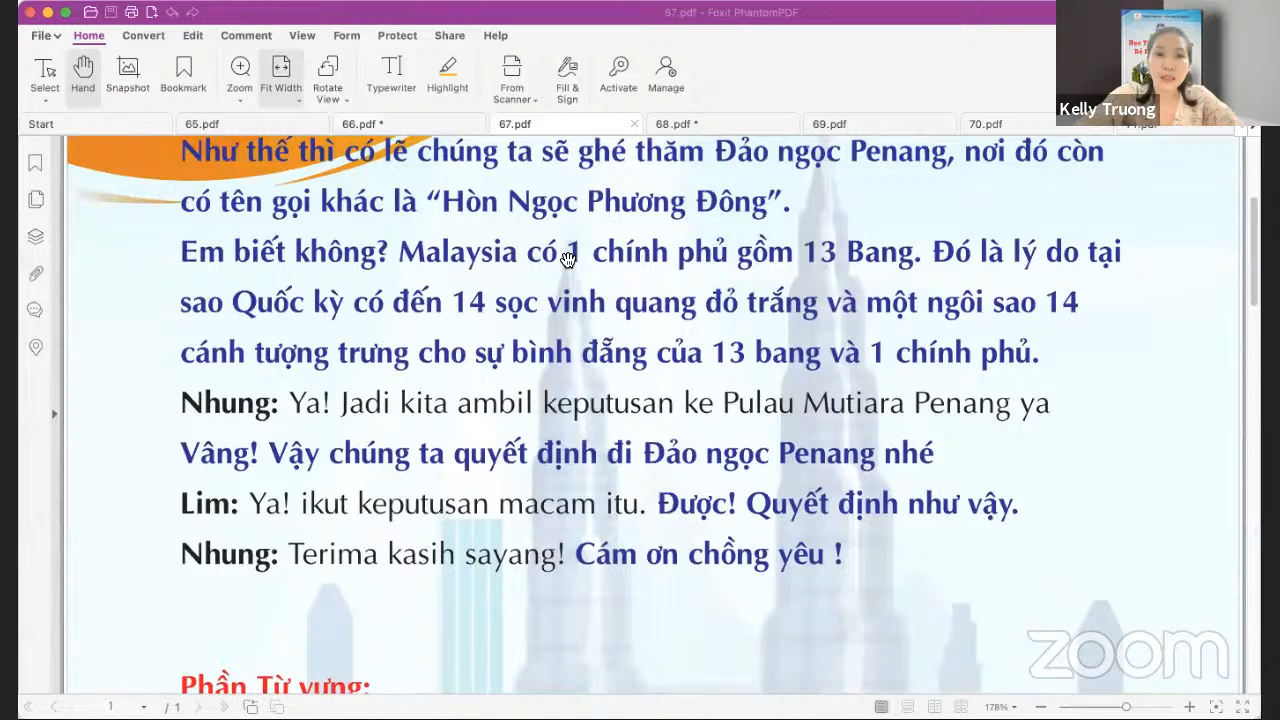 67.pdf - Foxit PhantomPDF
File Home Convert Edit Comment View Form Protect Share Help
Select Hand Snapshot Bookmark Zoom Fit Width Rotate View Typewriter Highlight From Scanner Fill & Sign Activate Manage
Kelly Truong
Start 65.pdf 66.pdf * 67.pdf 68.pdf * 69.pdf 70.pdf
Như thế thì có lẽ chúng ta sẽ ghé thăm Đảo ngọc Penang, nơi đó còn
có tên gọi khác là “Hòn Ngọc Phương Đông”.
Em biết không? Malaysia có 1 chính phủ gồm 13 Bang. Đó là lý do tại
sao Quốc kỳ có đến 14 sọc vinh quang đỏ trắng và một ngôi sao 14
cánh tượng trưng cho sự bình đẵng của 13 bang và 1 chính phủ.
Nhung: Ya! Jadi kita ambil keputusan ke Pulau Mutiara Penang ya
Vâng! Vậy chúng ta quyết định đi Đảo ngọc Penang nhé
Lim: Ya! ikut keputusan macam itu. Được! Quyết định như vậy.
Nhung: Terima kasih sayang! Cám ơn chồng yêu !
zoom
Phần Từ vựng:
1 / 1 178%